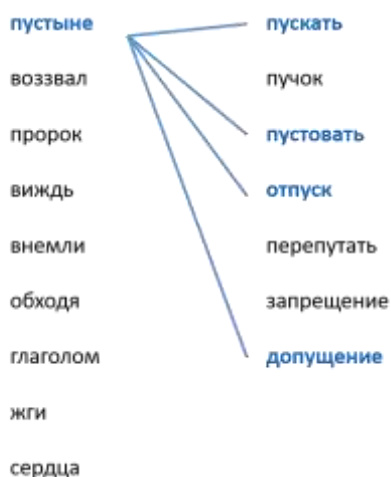 пустыне пускать
воззвал пучок
пророк пустовать
виждь отпуск
внемли перепутать
обходя запрещение
глаголом допущение
жги
сердца